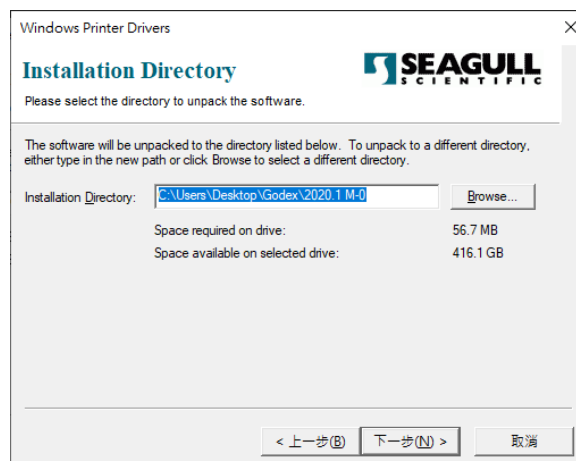 Windows Printer Drivers
Installation Directory
SEAGULL
SCIENTIFIC
Please select the directory to unpack the software.
The software will be unpacked to the directory listed below. To unpack to a different directory,
either type in the new path or click Browse to select a different directory.
Installation Directory: C:\Users\Desktop\Godex\2020.1 M-0 Browse...
Space required on drive: 56.7 MB
Space available on selected drive: 416.1 GB
< 上一步(B) 下一步(N) > 取消